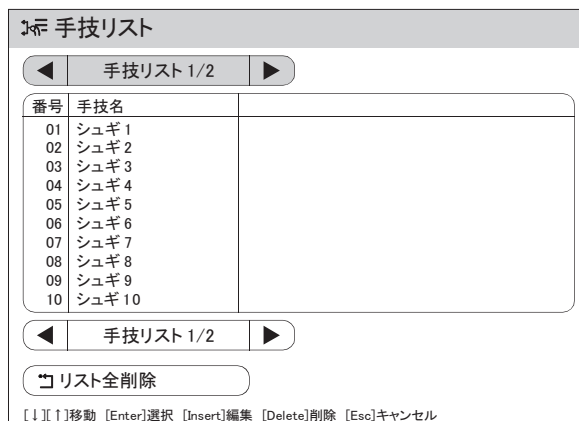 手技リスト
手技リスト 1/2
番号 手技名
01 シュギ 1
02 シュギ 2
03 シュギ 3
04 シュギ 4
05 シュギ 5
06 シュギ 6
07 シュギ 7
08 シュギ 8
09 シュギ 9
10 シュギ 10
手技リスト 1/2
リスト全削除
[↓][↑]移動 [Enter]選択 [Insert]編集 [Delete]削除 [Esc]キャンセル